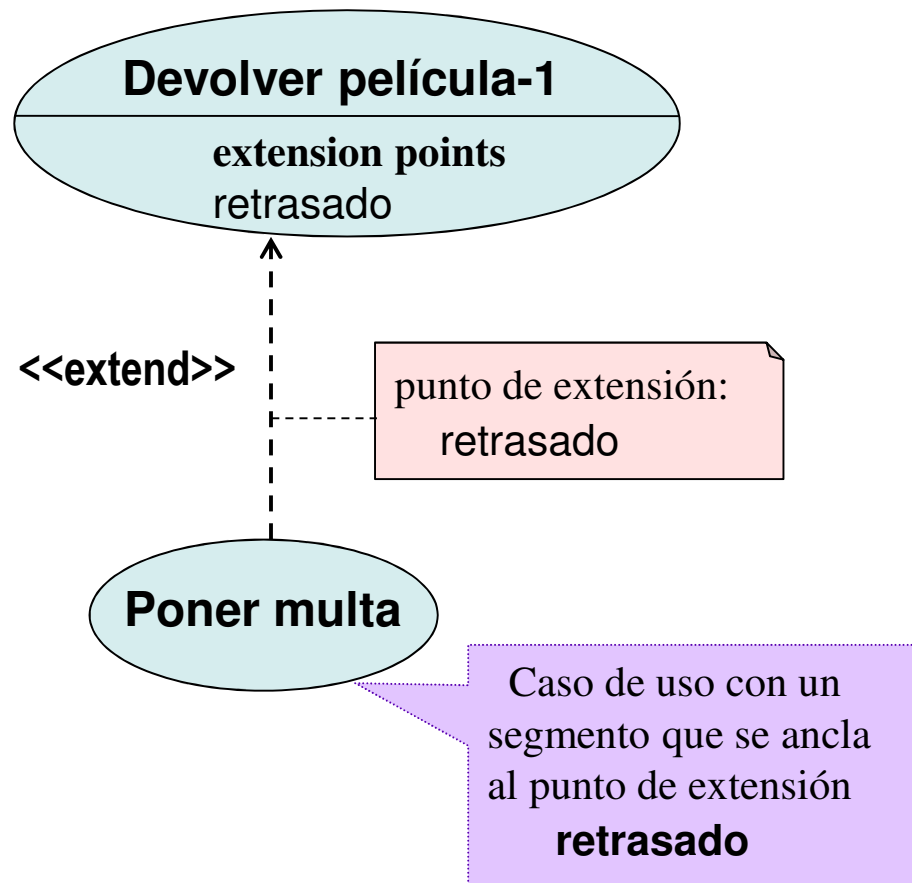 Devolver película-1
extension points
retrasado
<<extend>>
punto de extensión:
retrasado
Poner multa
Caso de uso con un
segmento que se ancla
al punto de extensión
retrasado